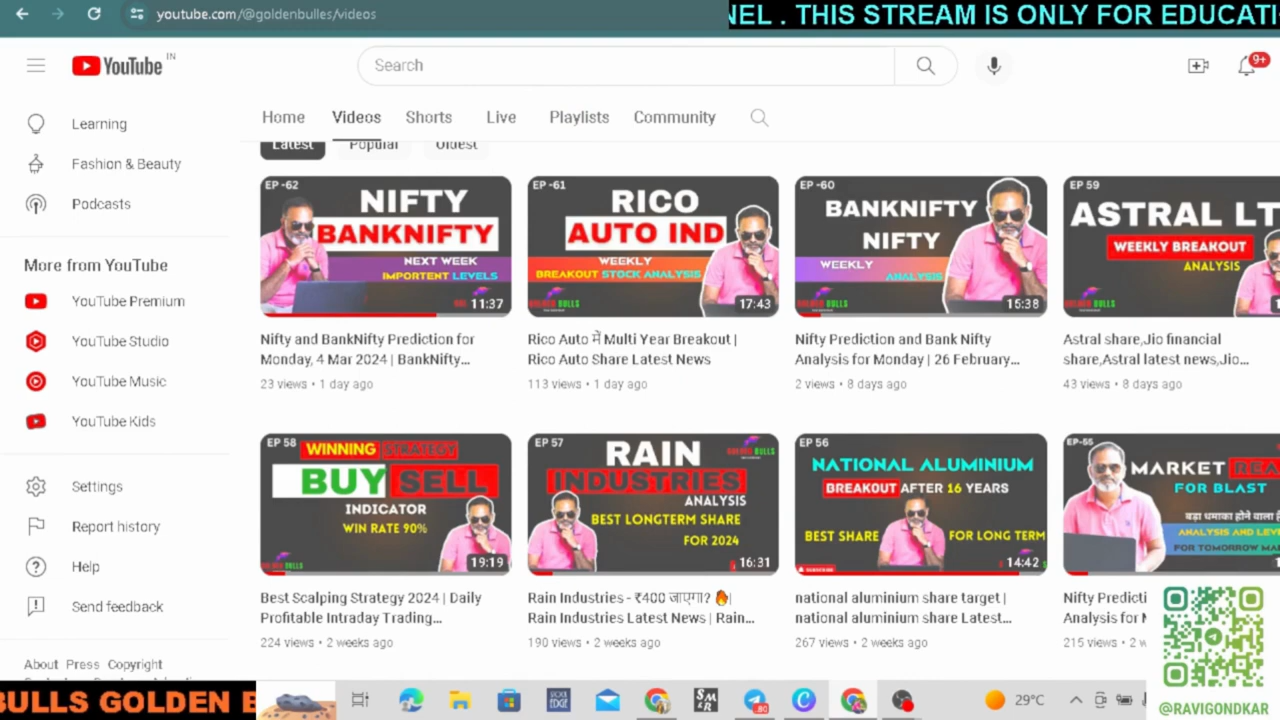 youtube.com/@goldenbulles/videos
NEL . THIS STREAM IS ONLY FOR EDUCATI
YouTube IN
Search
9+
Learning
Fashion & Beauty
Podcasts
More from YouTube
YouTube Premium
YouTube Studio
YouTube Music
YouTube Kids
Settings
Report history
Help
Send feedback
About Press Copyright
Home Videos Shorts Live Playlists Community
Latest Popular Oldest
EP -62
NIFTY
BANKNIFTY
NEXT WEEK
IMPORTENT LEVELS
11:37
Nifty and BankNifty Prediction for
Monday, 4 Mar 2024 | BankNifty...
23 views • 1 day ago
EP -61
RICO
AUTO IND
WEEKLY
BREAKOUT STOCK ANALYSIS
17:43
Rico Auto में Multi Year Breakout |
Rico Auto Share Latest News
113 views • 1 day ago
EP -60
BANKNIFTY
NIFTY
WEEKLY
ANALYSIS
15:38
Nifty Prediction and Bank Nifty
Analysis for Monday | 26 February...
2 views • 8 days ago
EP 59
ASTRAL LT
WEEKLY BREAKOUT
ANALYSIS
Astral share,Jio financial
share,Astral latest news,Jio...
43 views • 8 days ago
EP 58
WINNING STRATEGY
BUY SELL
INDICATOR
WIN RATE 90%
19:19
Best Scalping Strategy 2024 | Daily
Profitable Intraday Trading...
224 views • 2 weeks ago
EP 57
GOLDEN BULLS
RAIN
INDUSTRIES
ANALYSIS
BEST LONGTERM SHARE
FOR 2024
16:31
Rain Industries - ₹400 जाएगा? 🔥|
Rain Industries Latest News | Rain...
190 views • 2 weeks ago
EP 56
NATIONAL ALUMINIUM
BREAKOUT AFTER 16 YEARS
BEST SHARE FOR LONG TERM
14:42
national aluminium share target |
national aluminium share Latest...
267 views • 2 weeks ago
EP-55
MARKET REA
FOR BLAST
बड़ा धमाका होने वाला
ANALYSIS AND LEVE
FOR TOMORROW MA
Nifty Predicti
Analysis for N
215 views • 2 w
BULLS GOLDEN B
29°C
@RAVIGONDKAR